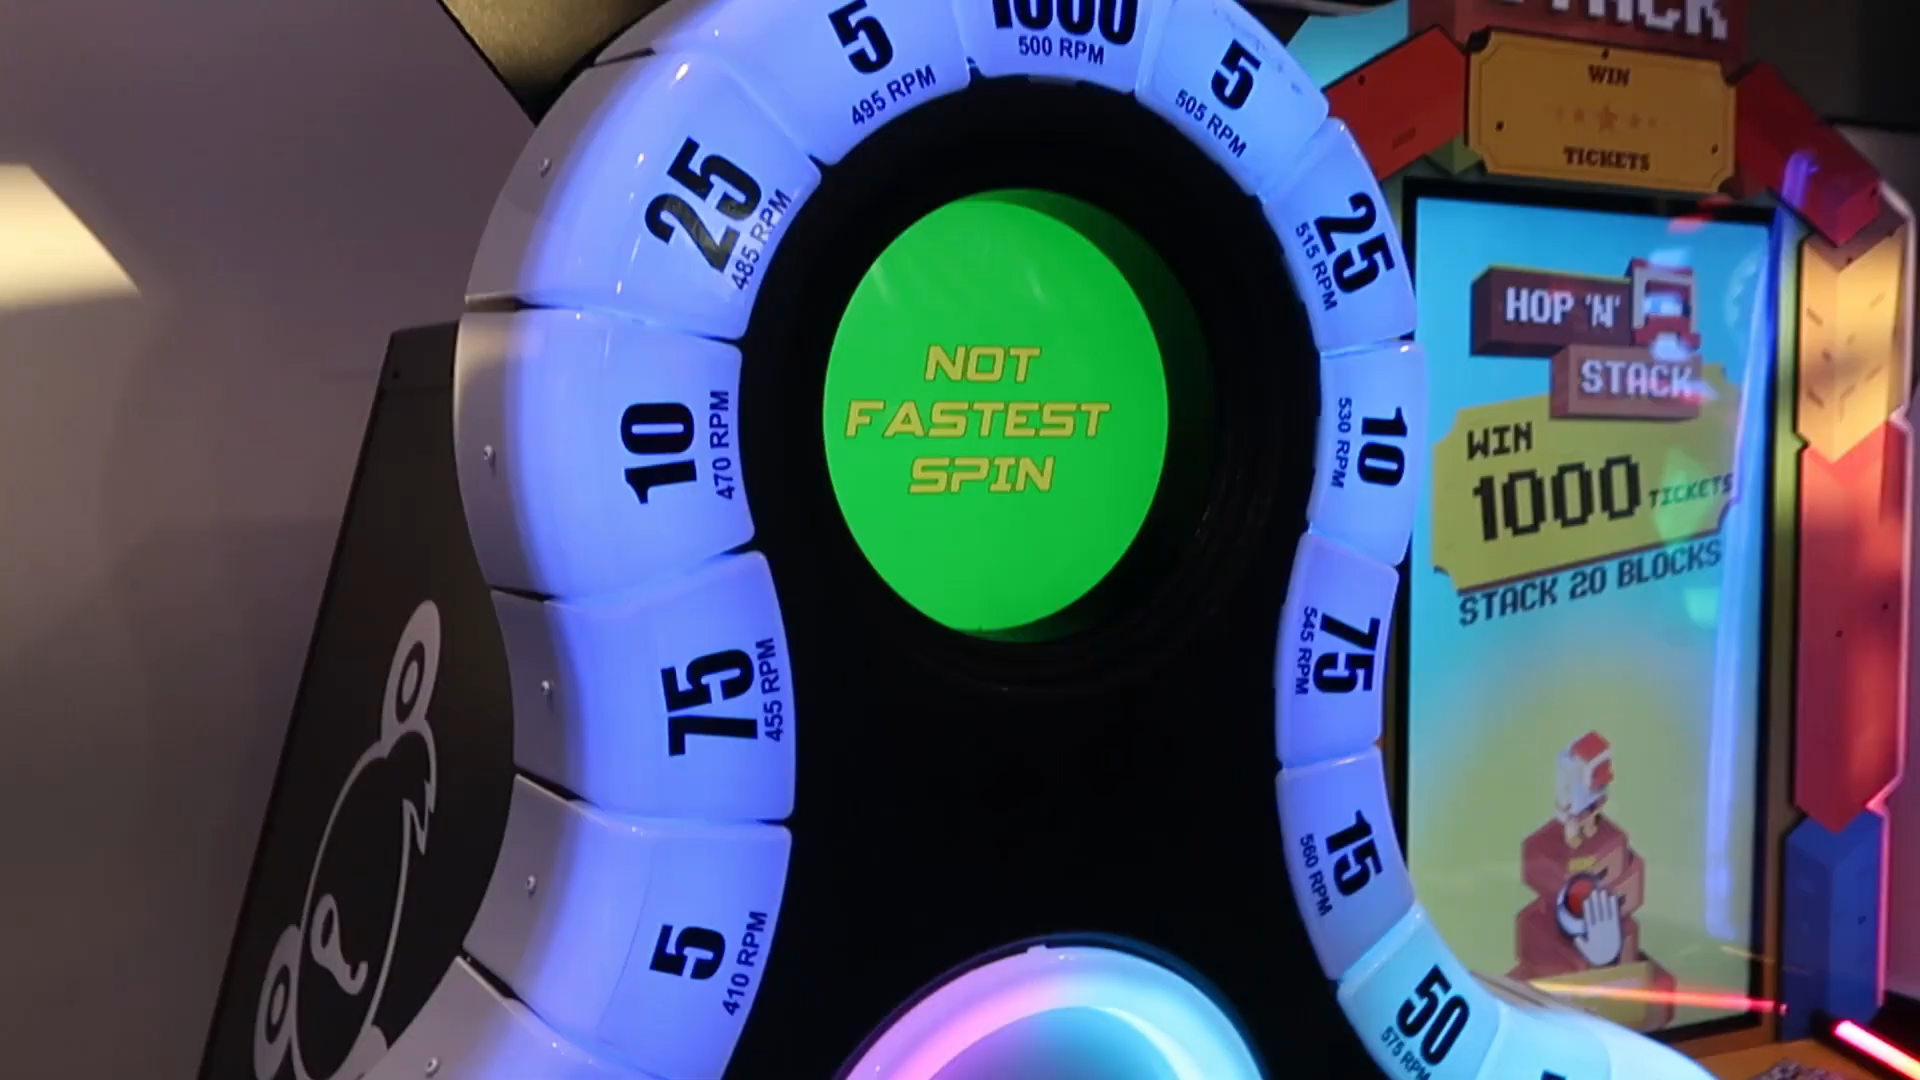 5
495 RPM
1000
500 RPM
5
505 RPM
25
485 RPM
25
515 RPM
10
470 RPM
10
530 RPM
75
455 RPM
75
545 RPM
5
410 RPM
15
560 RPM
50
575 RPM
NOT
FASTEST
SPIN
STACK
WIN
TICKETS
HOP 'N'
STACK
WIN
1000 TICKETS
STACK 20 BLOCKS